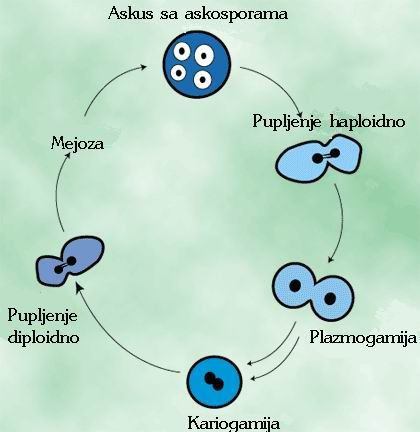 Askus sa askosporama
Pupljenje haploidno
Mejoza
Plazmogamija
Pupljenje
diploidno
Kariogamija